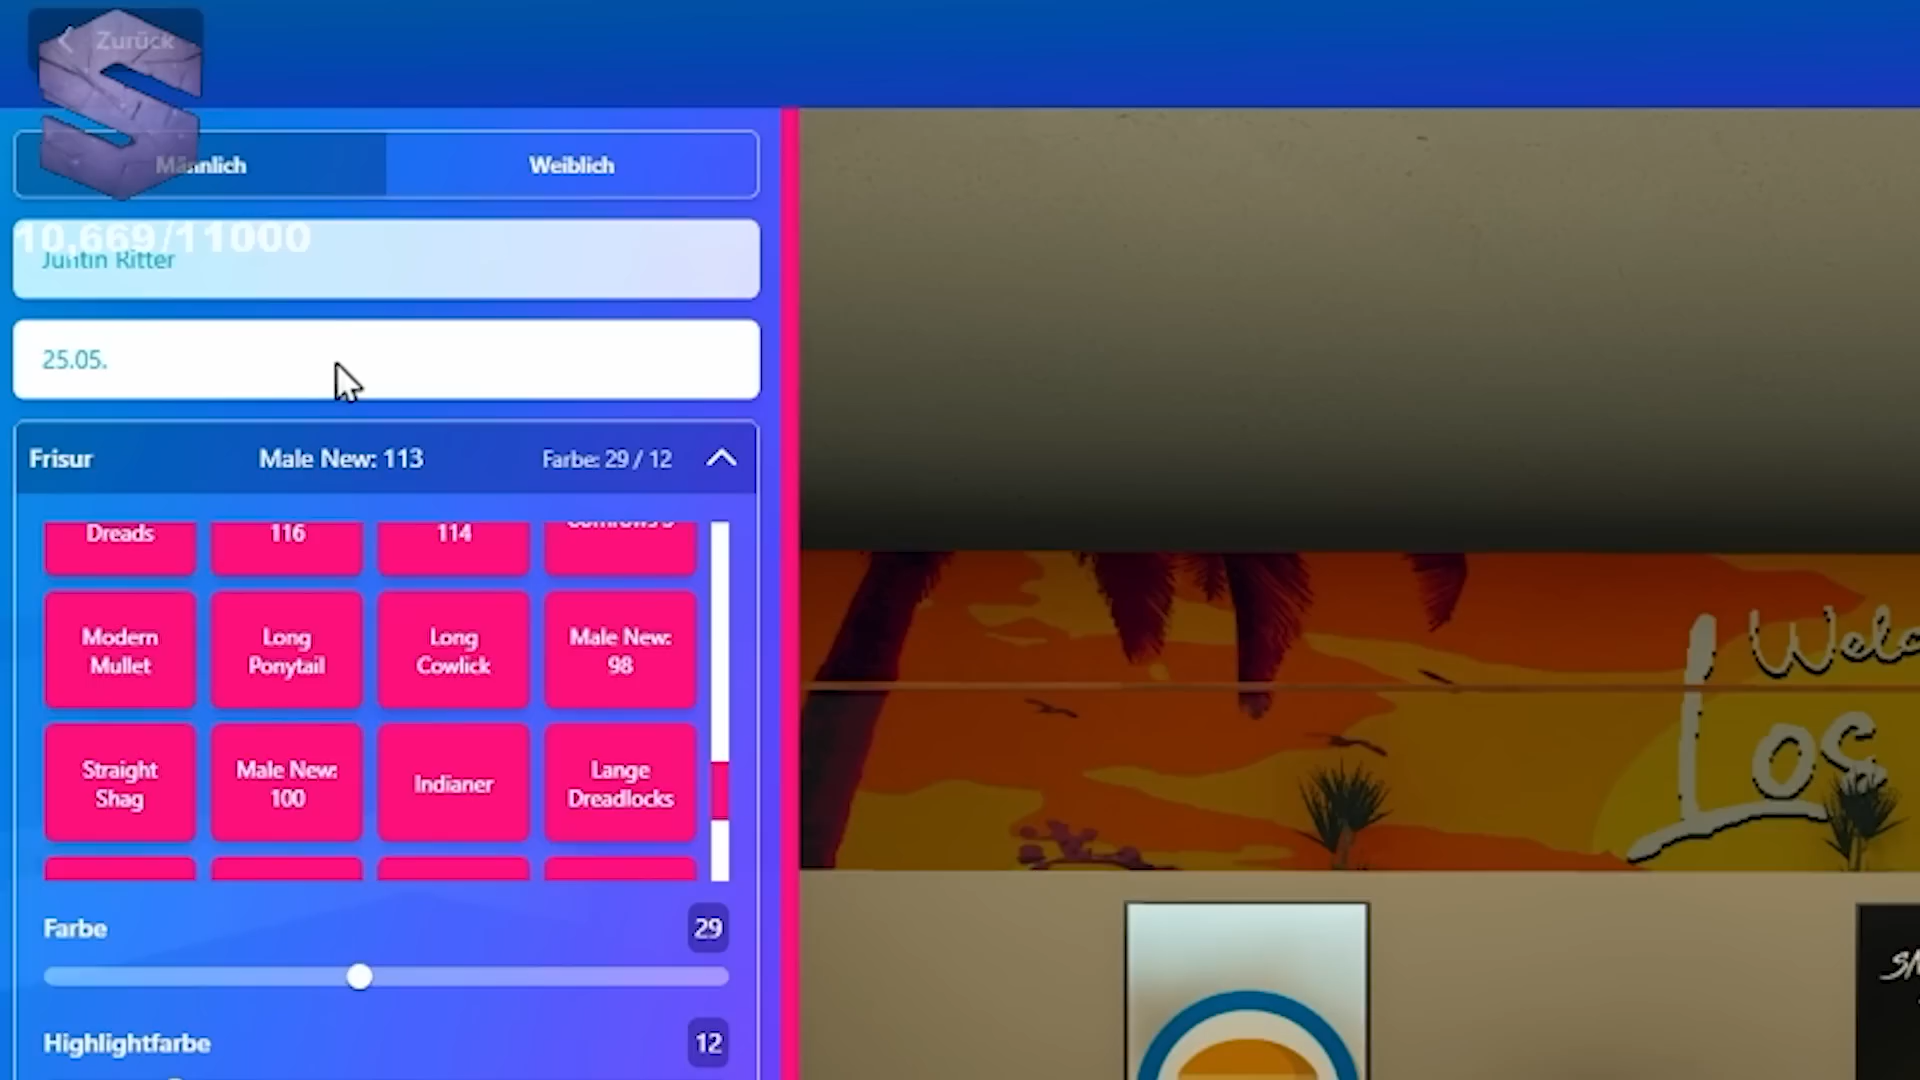 Zurück
Männlich
Weiblich
10.669/11000
Ritter
25.05.
Frisur
Male New: 113
Farbe: 29 / 12
Dreads
116
114
Modern
Mullet
Long
Ponytail
Long
Cowlick
Male New:
98
Straight
Shag
Male New:
100
Indianer
Lange
Dreadlocks
Farbe
29
Highlightfarbe
12
Los